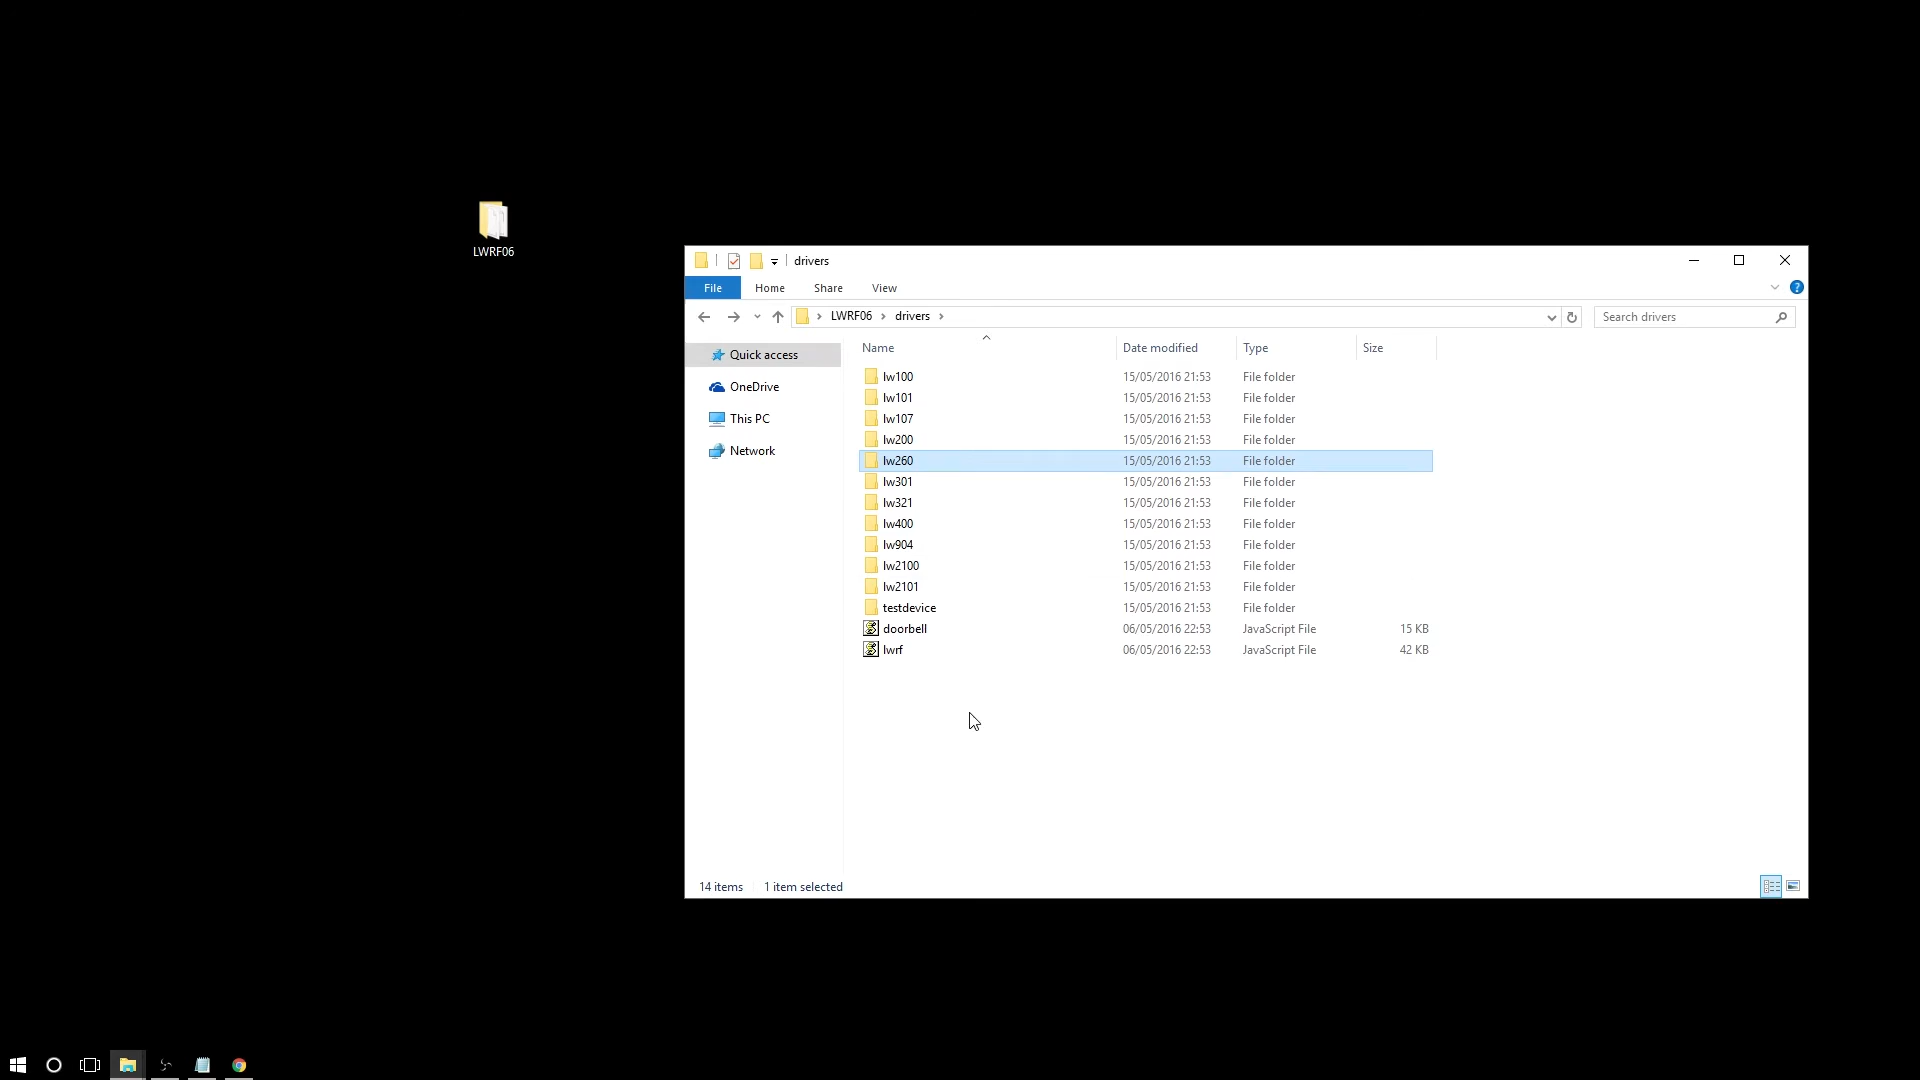 LWRF06
drivers
File Home Share View
LWRF06 drivers
Search drivers
Quick access
OneDrive
This PC
Network
Name Date modified Type Size
lw100 15/05/2016 21:53 File folder
lw101 15/05/2016 21:53 File folder
lw107 15/05/2016 21:53 File folder
lw200 15/05/2016 21:53 File folder
lw260 15/05/2016 21:53 File folder
lw301 15/05/2016 21:53 File folder
lw321 15/05/2016 21:53 File folder
lw400 15/05/2016 21:53 File folder
lw904 15/05/2016 21:53 File folder
lw2100 15/05/2016 21:53 File folder
lw2101 15/05/2016 21:53 File folder
testdevice 15/05/2016 21:53 File folder
doorbell 06/05/2016 22:53 JavaScript File 15 KB
lwrf 06/05/2016 22:53 JavaScript File 42 KB
14 items 1 item selected